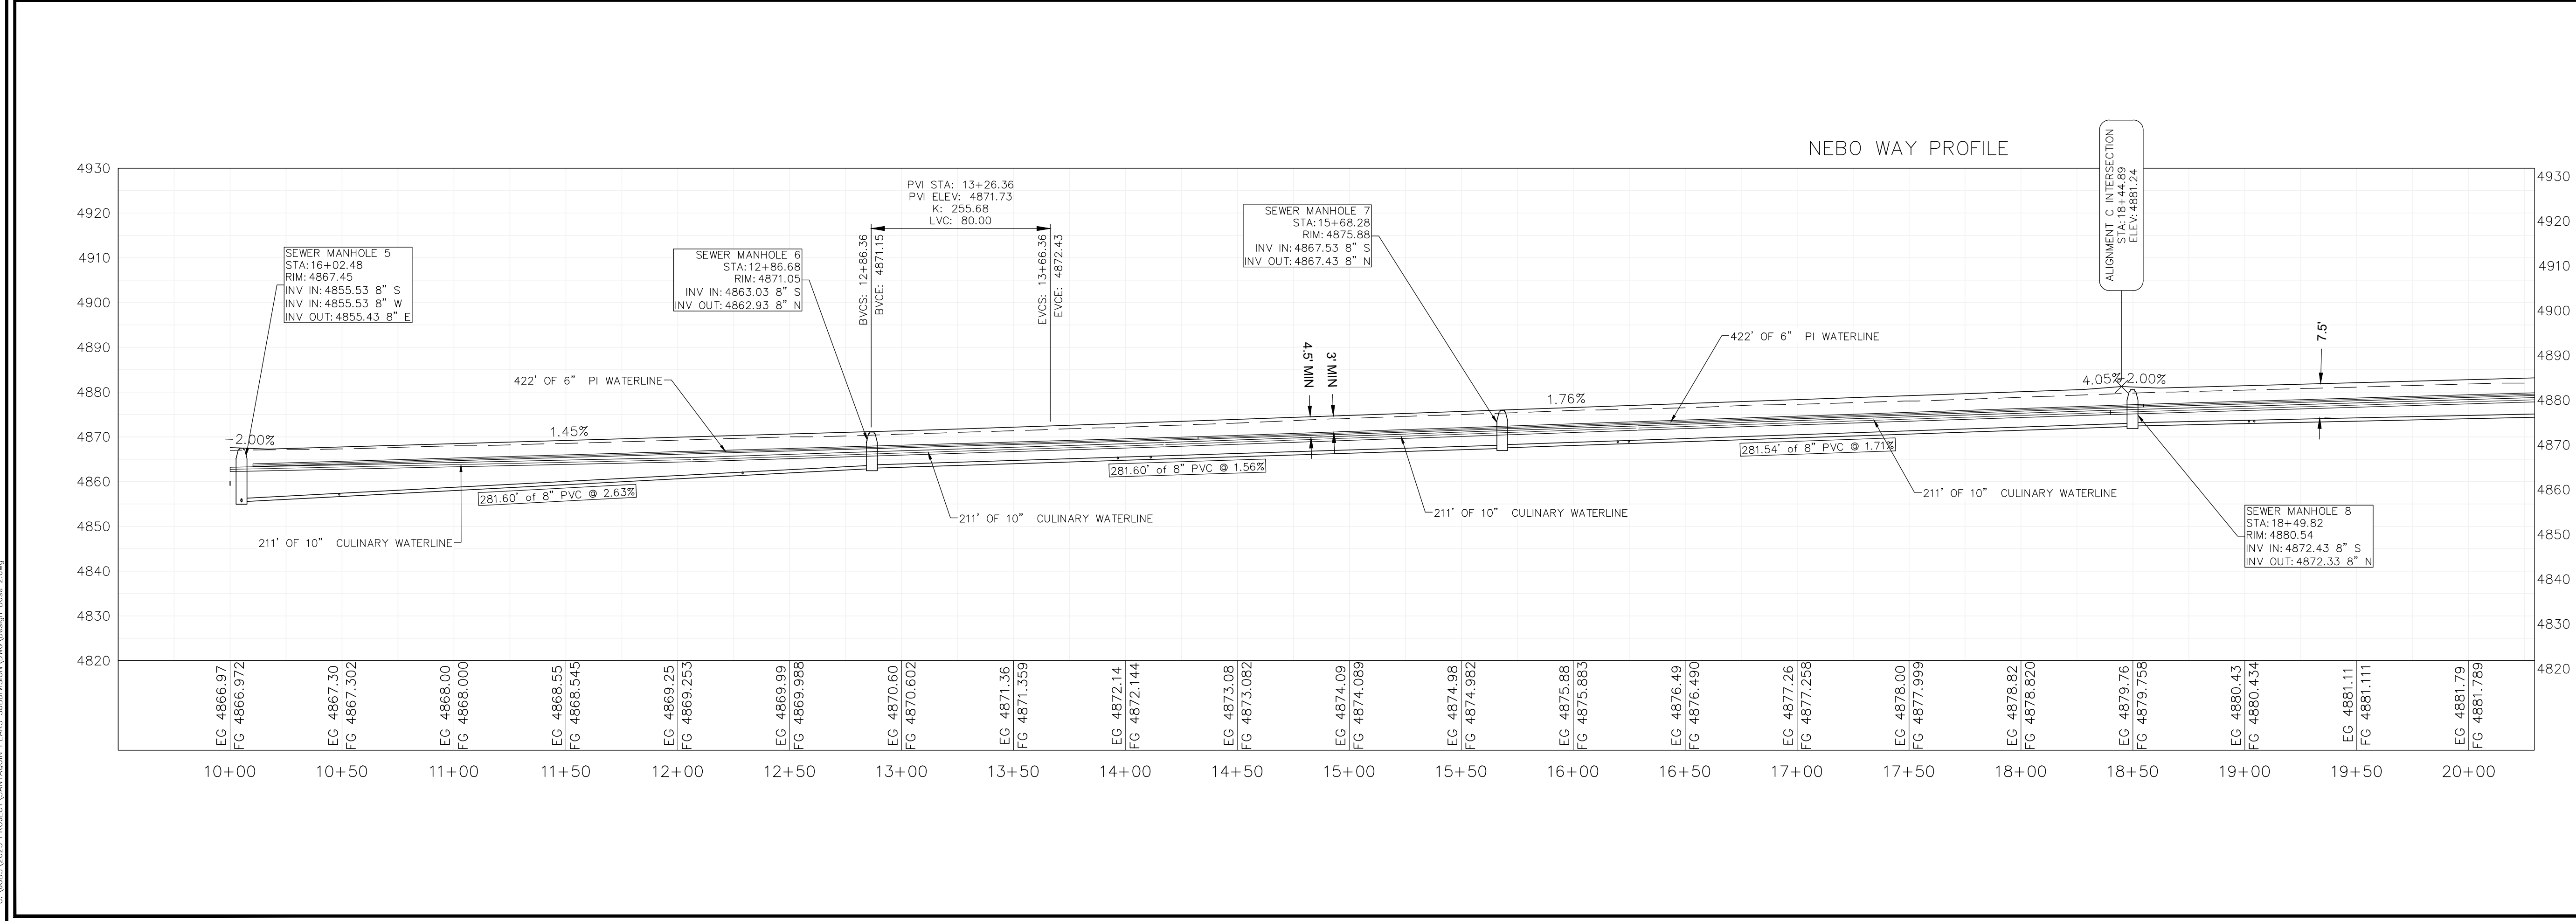 NEBO WAY PROFILE
4930
4920
4910
4900
4890
4880
4870
4860
4850
4840
4830
4820
SEWER MANHOLE 5
STA: 16+02.48
RIM: 4867.45
INV IN: 4855.53 8" S
INV IN: 4855.53 8" W
INV OUT: 4855.43 8" E
SEWER MANHOLE 6
STA: 12+86.68
RIM: 4871.05
INV IN: 4863.03 8" S
INV OUT: 4862.93 8" N
PVI STA: 13+26.36
PVI ELEV: 4871.73
K: 255.68
LVC: 80.00
BVCS: 12+86.36
BVCE: 4871.15
EVCS: 13+66.36
EVCE: 4872.43
SEWER MANHOLE 7
STA: 15+68.28
RIM: 4875.88
INV IN: 4867.53 8" S
INV OUT: 4867.43 8" N
ALIGNMENT C INTERSECTION
STA: 18+44.89
ELEV: 4881.24
SEWER MANHOLE 8
STA: 18+49.82
RIM: 4880.54
INV IN: 4872.43 8" S
INV OUT: 4872.33 8" N
422' OF 6" PI WATERLINE
422' OF 6" PI WATERLINE
4.5' MIN
3' MIN
7.5'
-2.00%
1.45%
1.76%
4.05%
-2.00%
281.60' of 8" PVC @ 2.63%
281.60' of 8" PVC @ 1.56%
281.54' of 8" PVC @ 1.71%
211' OF 10" CULINARY WATERLINE
211' OF 10" CULINARY WATERLINE
211' OF 10" CULINARY WATERLINE
211' OF 10" CULINARY WATERLINE
4930
4920
4910
4900
4890
4880
4870
4860
4850
4840
4830
4820
EG 4866.97
FG 4866.972
EG 4867.30
FG 4867.302
EG 4868.00
FG 4868.000
EG 4868.55
FG 4868.545
EG 4869.25
FG 4869.253
EG 4869.99
FG 4869.988
EG 4870.60
FG 4870.602
EG 4871.36
FG 4871.359
EG 4872.14
FG 4872.144
EG 4873.08
FG 4873.082
EG 4874.09
FG 4874.089
EG 4874.98
FG 4874.982
EG 4875.88
FG 4875.883
EG 4876.49
FG 4876.490
EG 4877.26
FG 4877.258
EG 4878.00
FG 4877.999
EG 4878.82
FG 4878.820
EG 4879.76
FG 4879.758
EG 4880.43
FG 4880.434
EG 4881.11
FG 4881.111
EG 4881.79
FG 4881.789
10+00
10+50
11+00
11+50
12+00
12+50
13+00
13+50
14+00
14+50
15+00
15+50
16+00
16+50
17+00
17+50
18+00
18+50
19+00
19+50
20+00